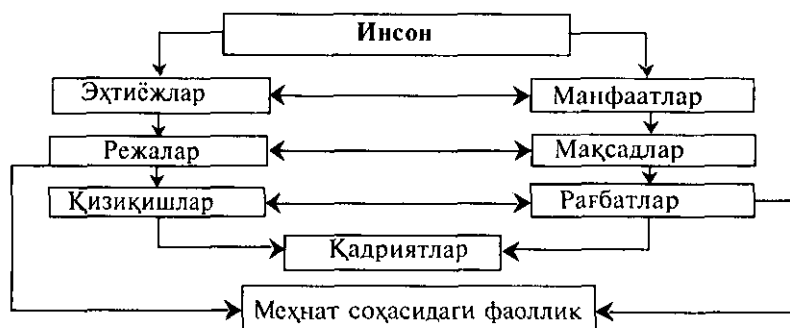 Инсон
Эҳтиёжлар
Манфаатлар
Режалар
Мақсадлар
Қизиқишлар
Рағбатлар
Қадриятлар
Меҳнат соҳасидаги фаоллик